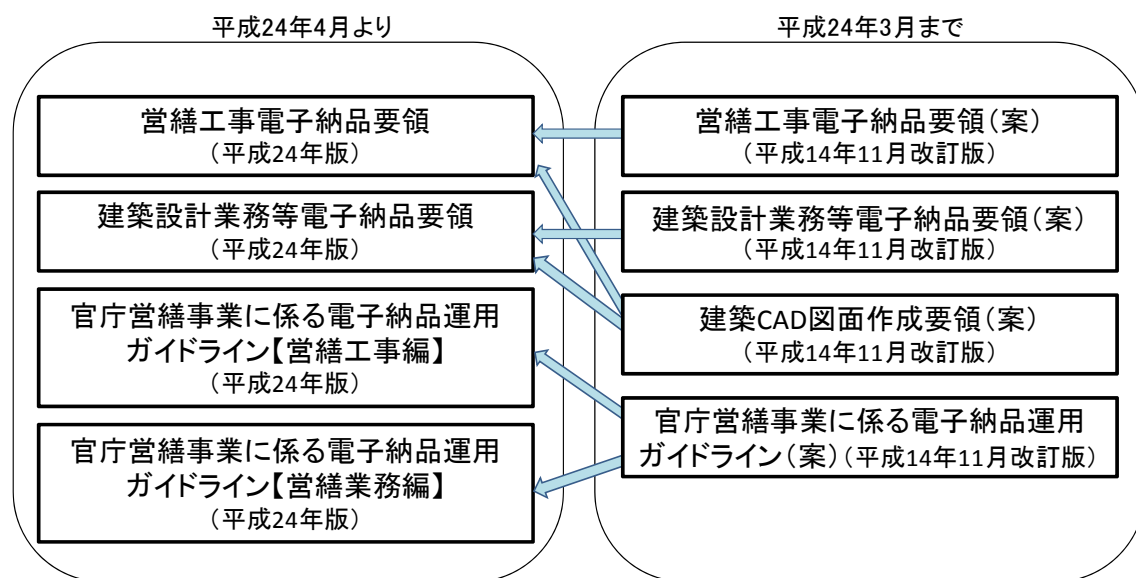 平成24年4月より
営繕工事電子納品要領
（平成24年版）
建築設計業務等電子納品要領
（平成24年版）
官庁営繕事業に係る電子納品運用
ガイドライン【営繕工事編】
（平成24年版）
官庁営繕事業に係る電子納品運用
ガイドライン【営繕業務編】
（平成24年版）
平成24年3月まで
営繕工事電子納品要領（案）
（平成14年11月改訂版）
建築設計業務等電子納品要領（案）
（平成14年11月改訂版）
建築CAD図面作成要領（案）
（平成14年11月改訂版）
官庁営繕事業に係る電子納品運用
ガイドライン（案）（平成14年11月改訂版）